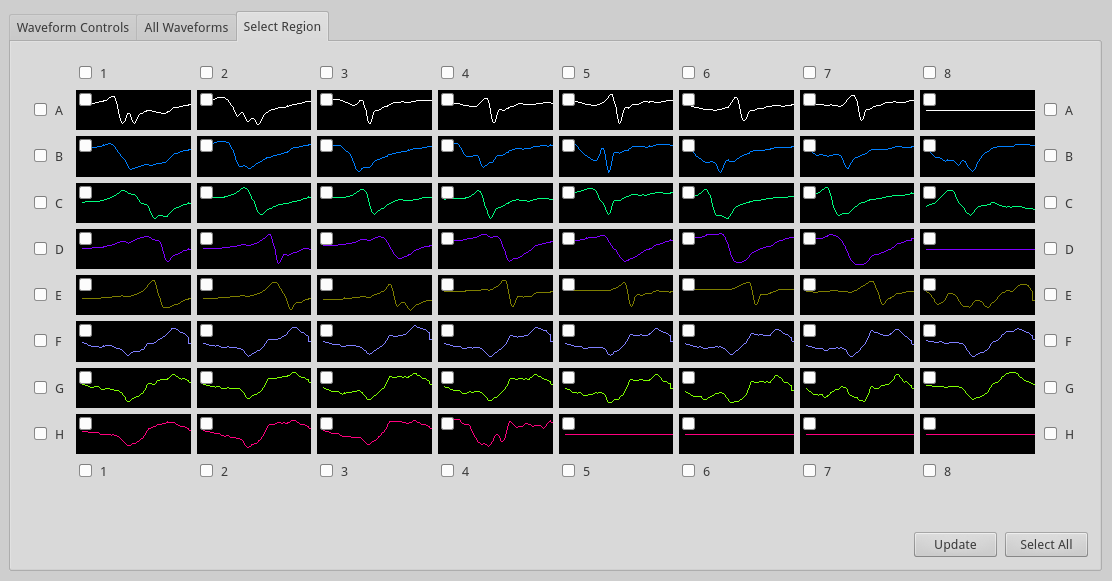 Waveform Controls All Waveforms Select Region
1 2 3 4 5 6 7 8
A A
B B
C C
D D
E E
F F
G G
H H
1 2 3 4 5 6 7 8
Update Select All